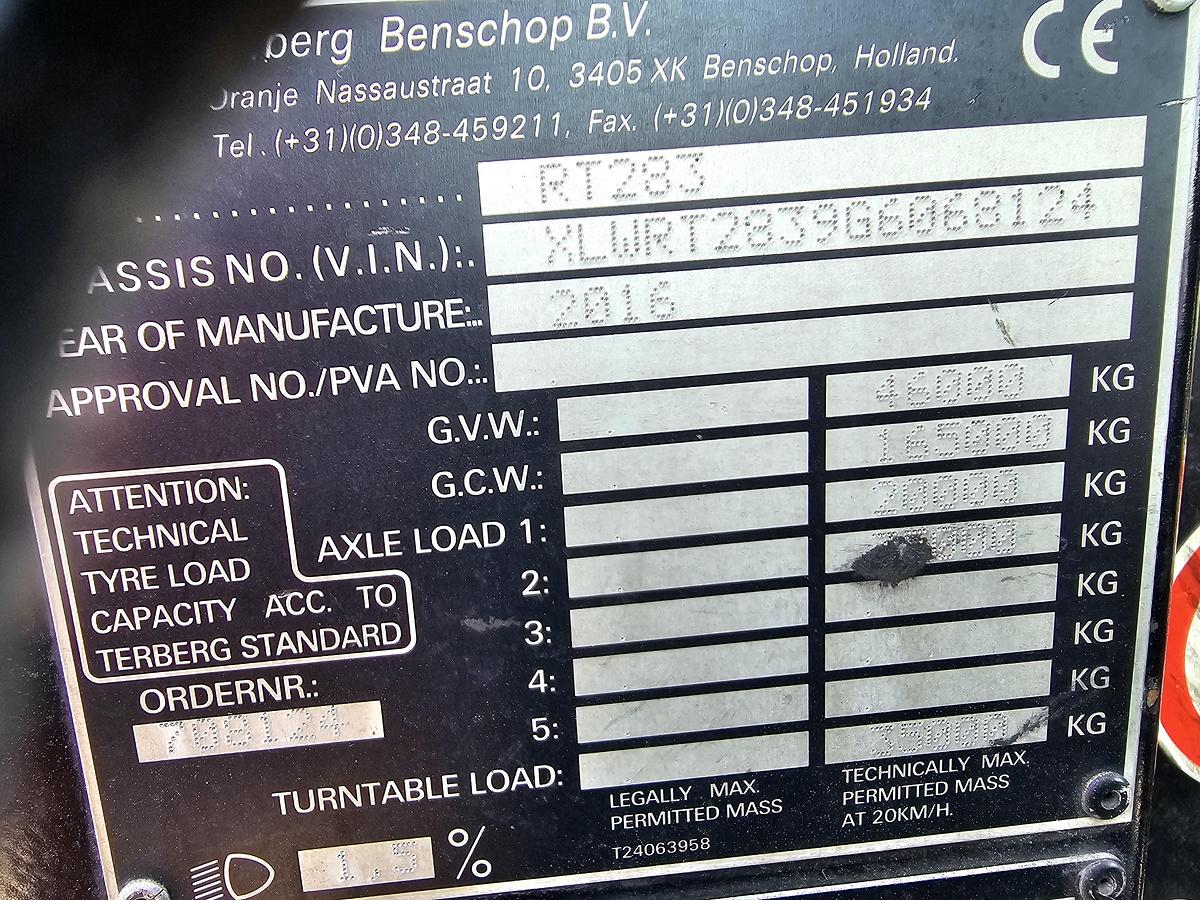 berg Benschop B.V.
CE
Oranje Nassaustraat 10, 3405 XK Benschop, Holland.
Tel. (+31)(0)348-459211, Fax. (+31)(0)348-451934
RT283
ASSIS NO. (V.I.N.):. XLWRT2839G6068124
EAR OF MANUFACTURE:... 2016
APPROVAL NO./PVA NO.:.
G.V.W.: 46000 KG
G.C.W.: 165000 KG
AXLE LOAD 1: 20000 KG
2: KG
3: KG
4: KG
5: KG
TURNTABLE LOAD: 35000 KG
ATTENTION:
TECHNICAL
TYRE LOAD
CAPACITY ACC. TO
TERBERG STANDARD
ORDERNR.:
708124
LEGALLY MAX.
PERMITTED MASS
TECHNICALLY MAX.
PERMITTED MASS
AT 20KM/H.
T24063958
1,5 %